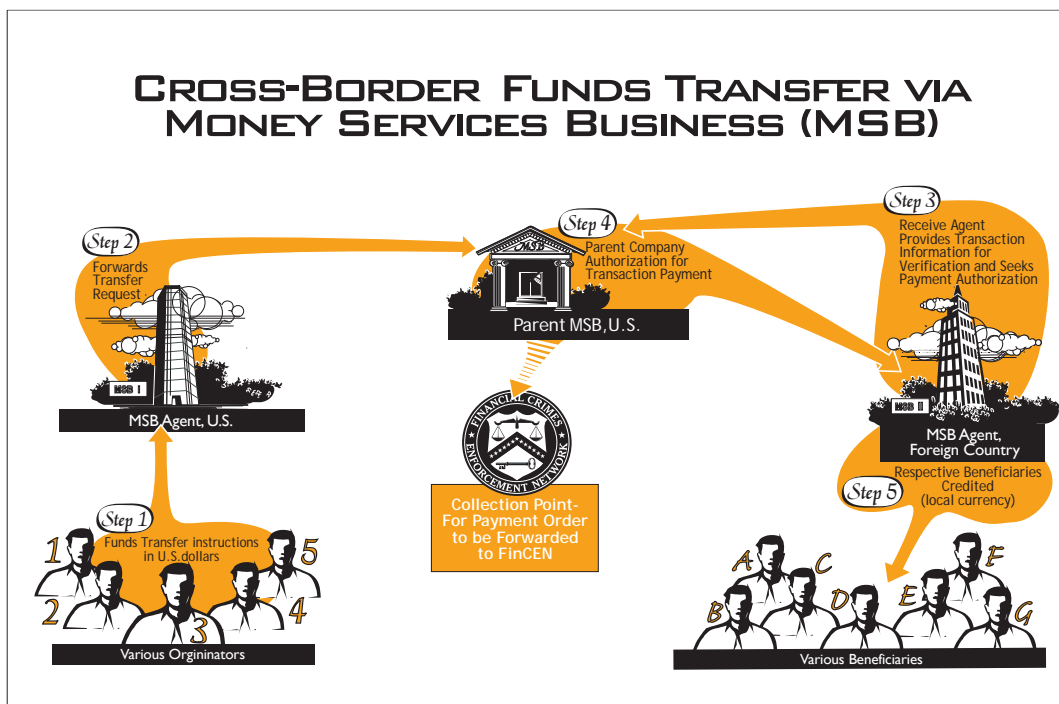 CROSS-BORDER FUNDS TRANSFER VIA
MONEY SERVICES BUSINESS (MSB)
Step 1
Funds Transfer instructions
in U.S.dollars
1
2
3
4
5
Various Orgininators
Step 2
Forwards
Transfer
Request
MSB I
MSB Agent, U.S.
Step 3
Receive Agent
Provides Transaction
Information for
Verification and Seeks
Payment Authorization
MSB II
MSB Agent,
Foreign Country
Step 4
Parent Company
Authorization for
Transaction Payment
MSB
Parent MSB, U.S.
FINANCIAL CRIMES
ENFORCEMENT NETWORK
Collection Point-
For Payment Order
to be Forwarded
to FinCEN
Step 5
Respective Beneficiaries
Credited
(local currency)
A
B
C
D
E
F
G
Various Beneficiaries